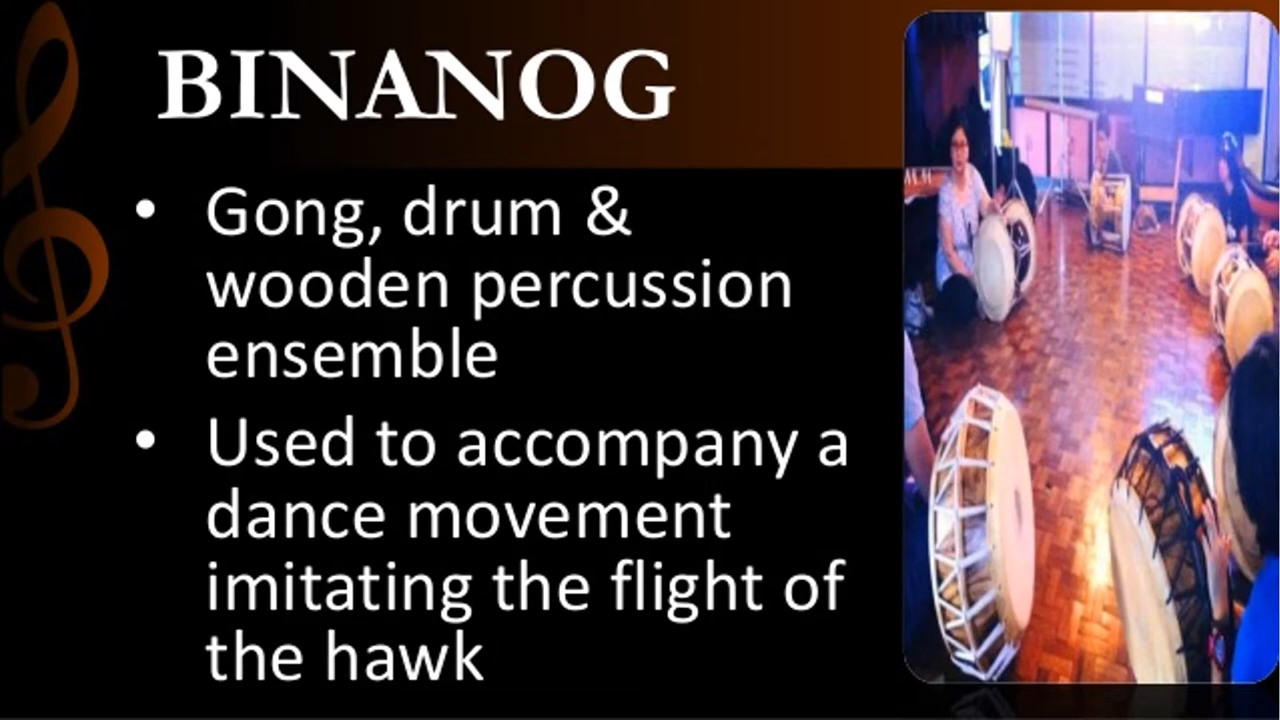 BINANOG
• Gong, drum &
wooden percussion
ensemble
• Used to accompany a
dance movement
imitating the flight of
the hawk